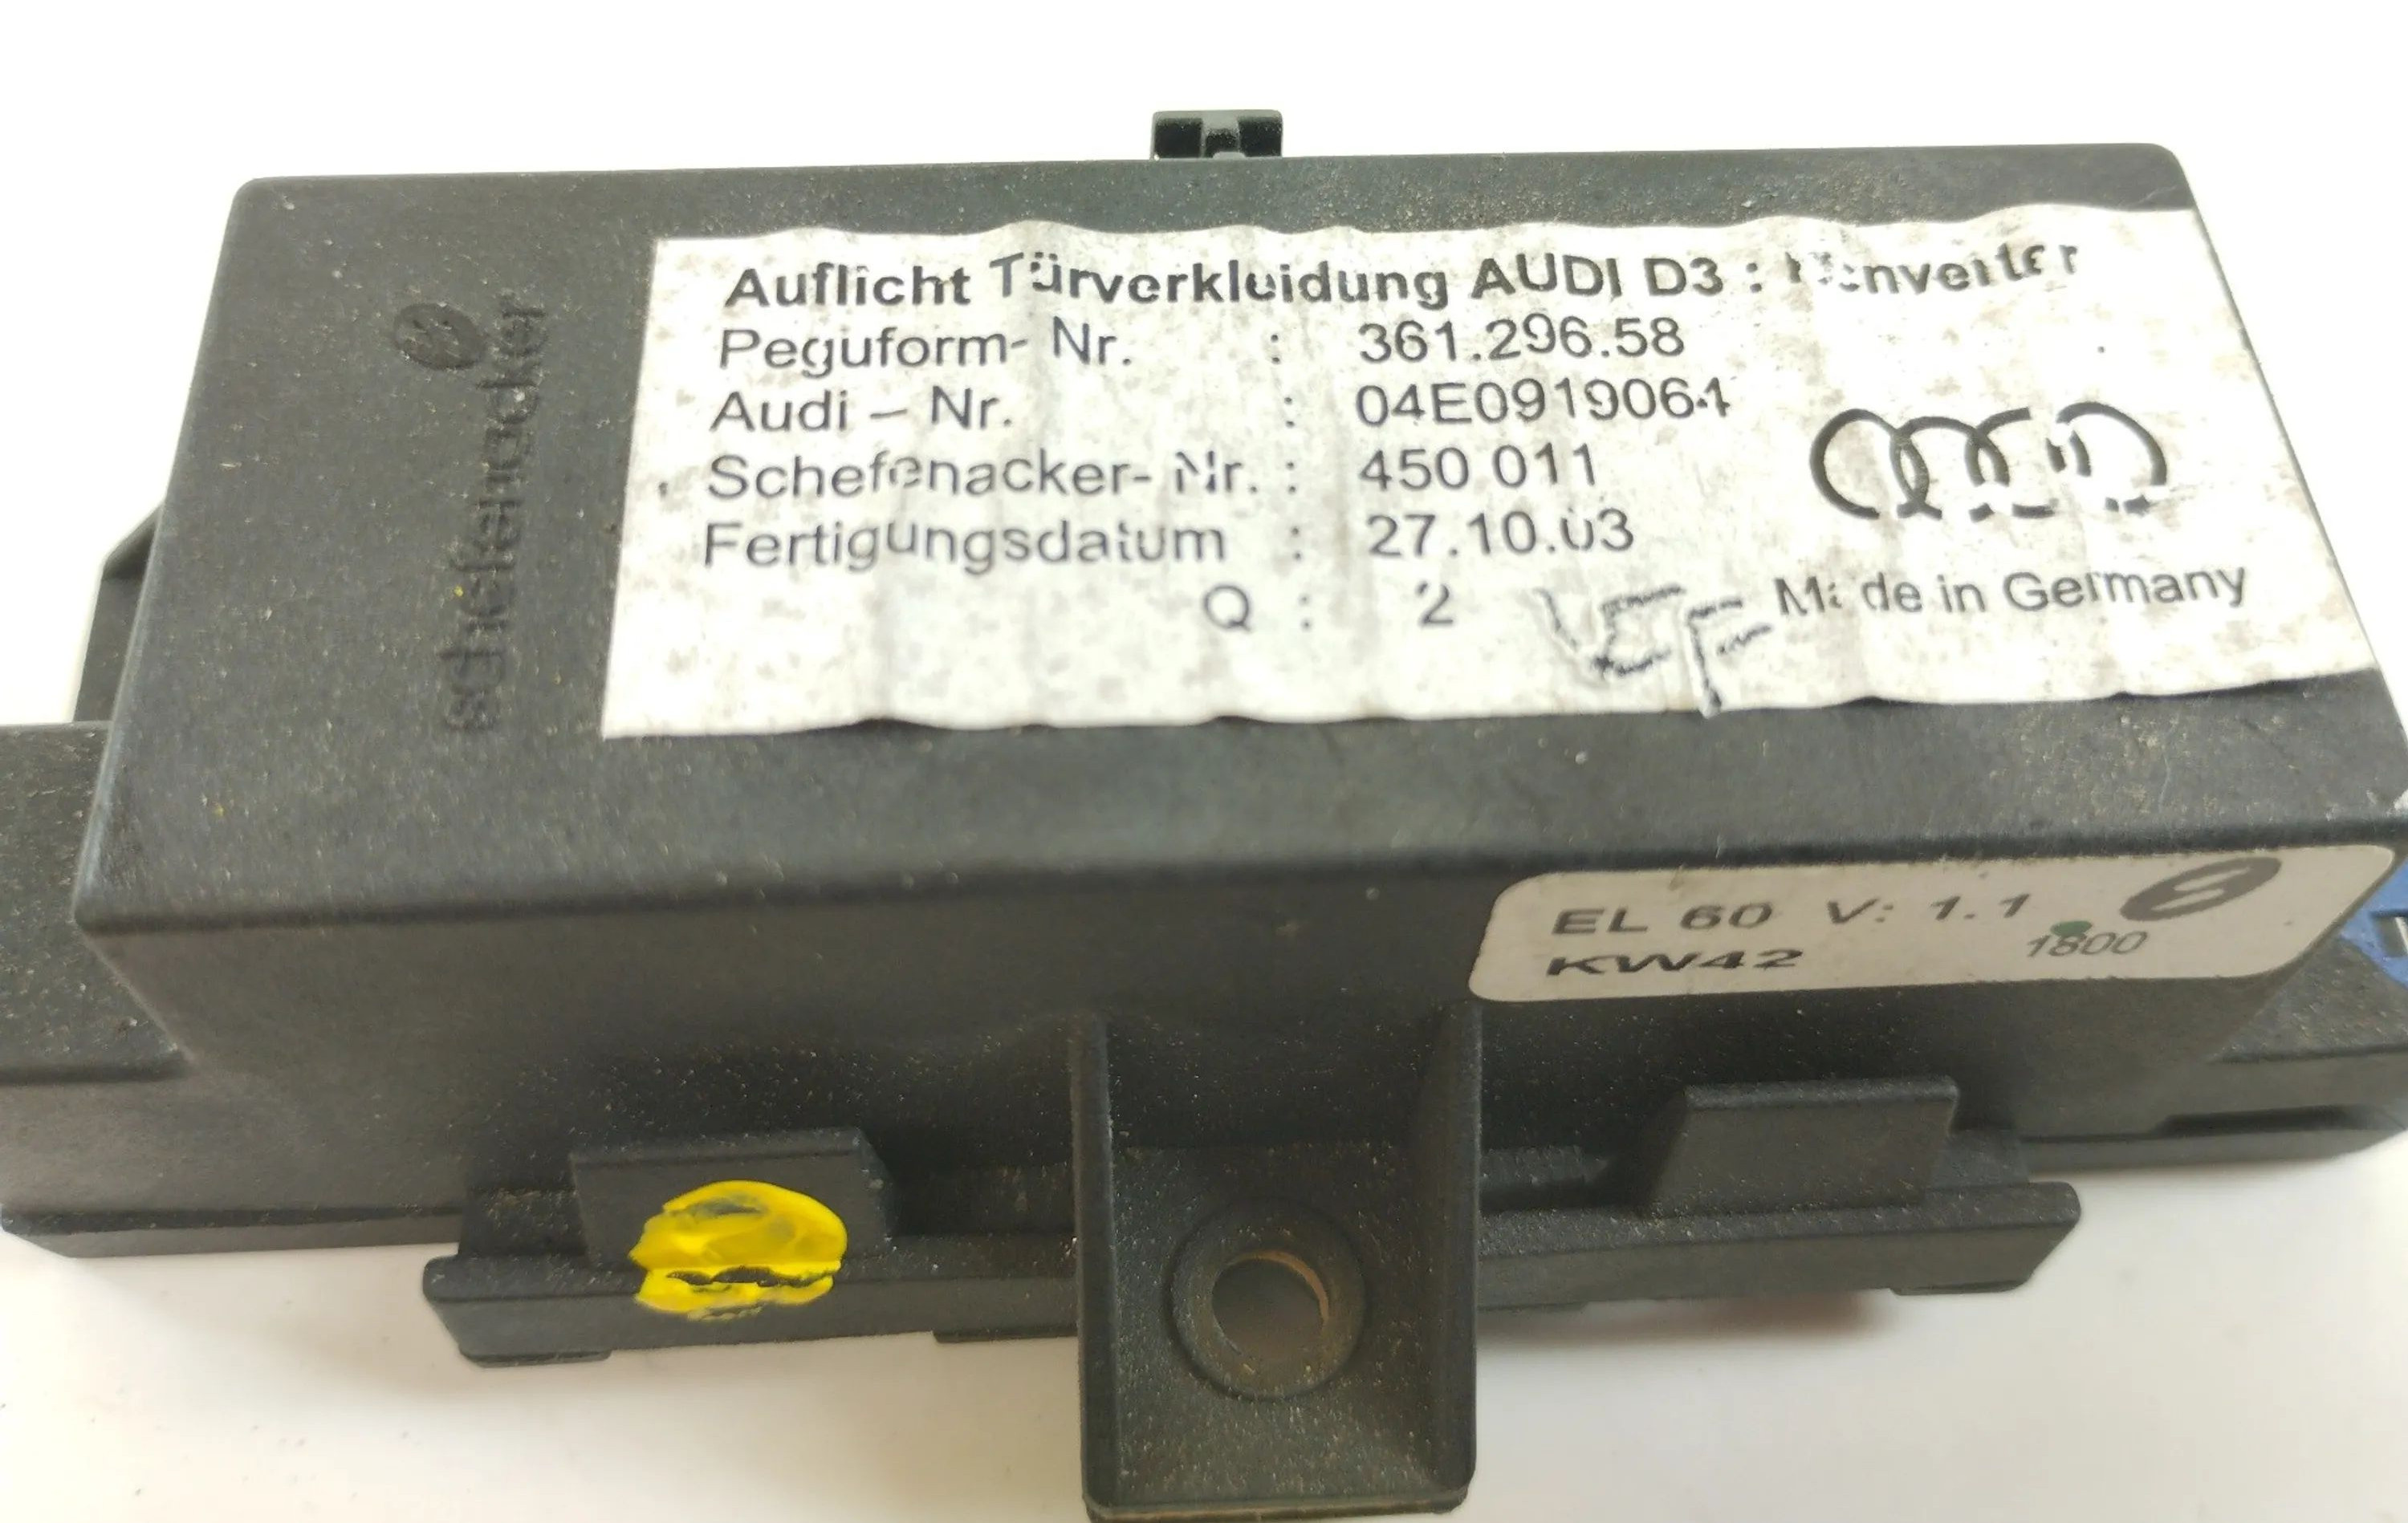 schefenacker
Auflicht Türverkleidung AUDI D3 : Konverter
Peguform- Nr. : 361.296.58
Audi – Nr. : 04E0919064
Schefenacker- Nr. : 450 011
Fertigungsdatum : 27.10.03
Q : 2
Made in Germany
EL 60 V: 1.1
KW42 1800